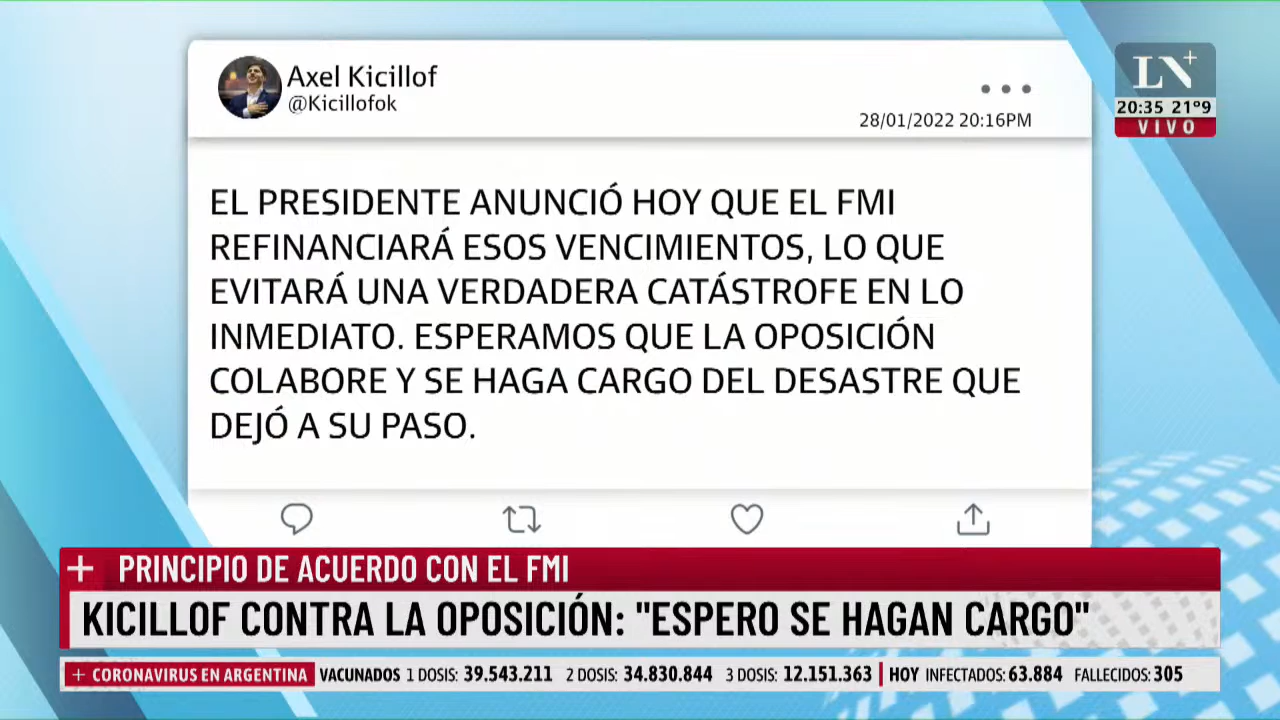 Axel Kicillof
@Kicillofok
28/01/2022 20:16PM
LN+
20:35 21º9
VIVO
EL PRESIDENTE ANUNCIÓ HOY QUE EL FMI
REFINANCIARÁ ESOS VENCIMIENTOS, LO QUE
EVITARÁ UNA VERDADERA CATÁSTROFE EN LO
INMEDIATO. ESPERAMOS QUE LA OPOSICIÓN
COLABORE Y SE HAGA CARGO DEL DESASTRE QUE
DEJÓ A SU PASO.
+ PRINCIPIO DE ACUERDO CON EL FMI
KICILLOF CONTRA LA OPOSICIÓN: "ESPERO SE HAGAN CARGO"
+ CORONAVIRUS EN ARGENTINA VACUNADOS 1 DOSIS: 39.543.211 2 DOSIS: 34.830.844 3 DOSIS: 12.151.363 HOY INFECTADOS: 63.884 FALLECIDOS: 305